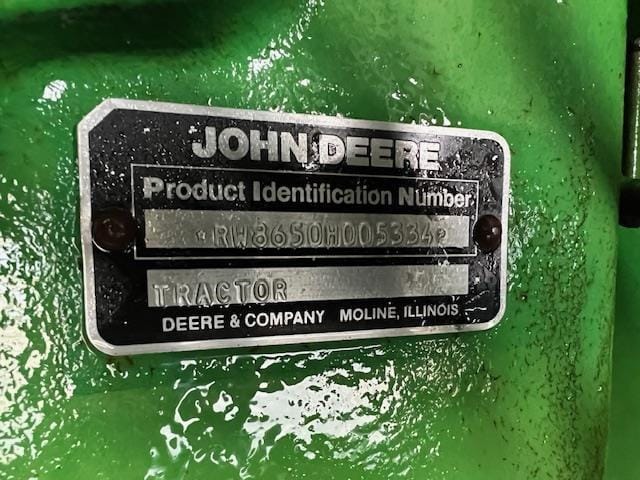 JOHN DEERE
Product Identification Number
*RW8650H005334*
TRACTOR
DEERE & COMPANY MOLINE, ILLINOIS